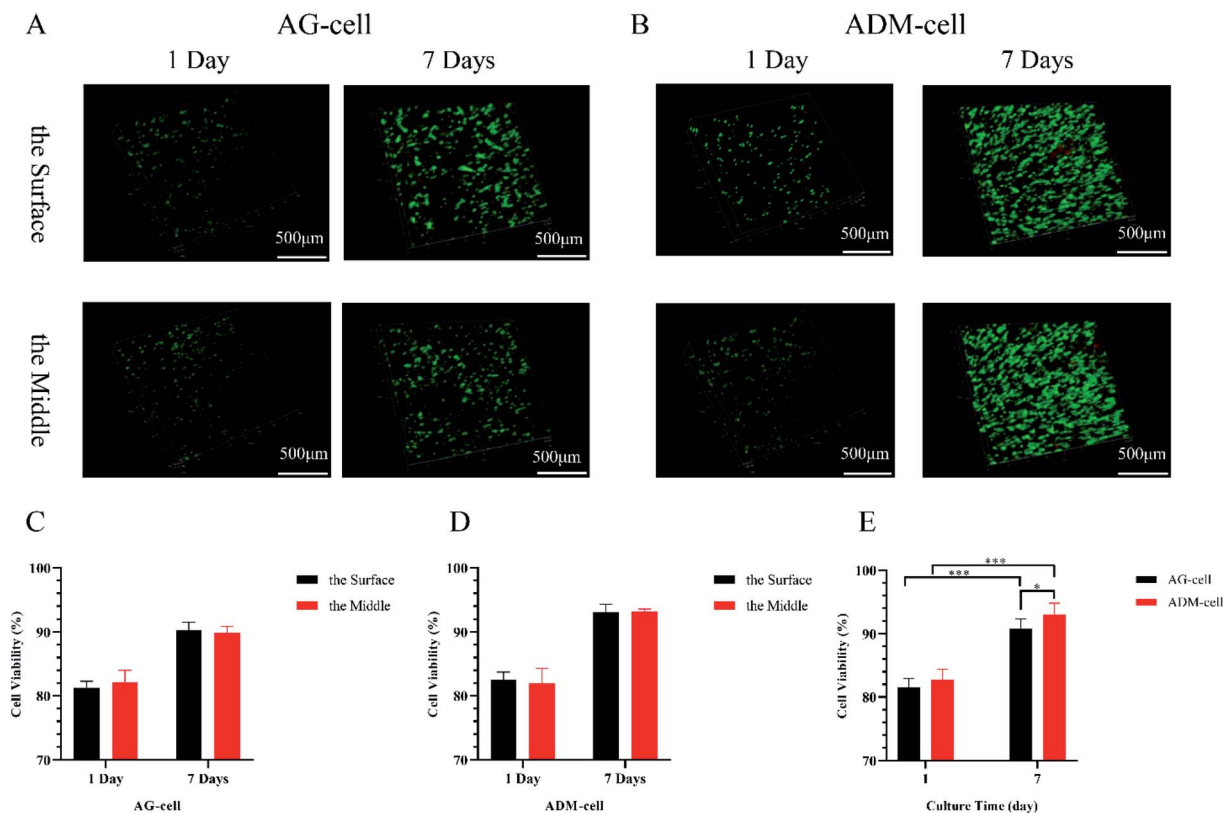 A AG-cell B ADM-cell
1 Day 7 Days 1 Day 7 Days
the Surface
500μm 500μm 500μm 500μm
the Middle
500μm 500μm 500μm 500μm
C
100
90
80
70
Cell Viability (%)
1 Day 7 Days
AG-cell
the Surface
the Middle
D
100
90
80
70
Cell Viability (%)
1 Day 7 Days
ADM-cell
the Surface
the Middle
E
100
90
80
70
Cell Viability (%)
***
***
*
1 7
Culture Time (day)
AG-cell
ADM-cell